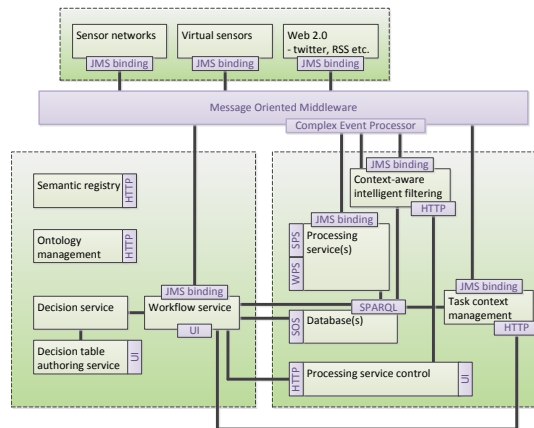 Sensor networks
Virtual sensors
Web 2.0
- twitter, RSS etc.
JMS binding
JMS binding
JMS binding
Message Oriented Middleware
Complex Event Processor
JMS binding
Context-aware
intelligent filtering
HTTP
Semantic registry
HTTP
Ontology
management
HTTP
JMS binding
Processing
service(s)
SPS
WPS
JMS binding
Workflow service
UI
Decision service
Decision table
authoring service
UI
SPARQL
Database(s)
SOS
JMS binding
Task context
management
HTTP
HTTP
Processing service control
UI